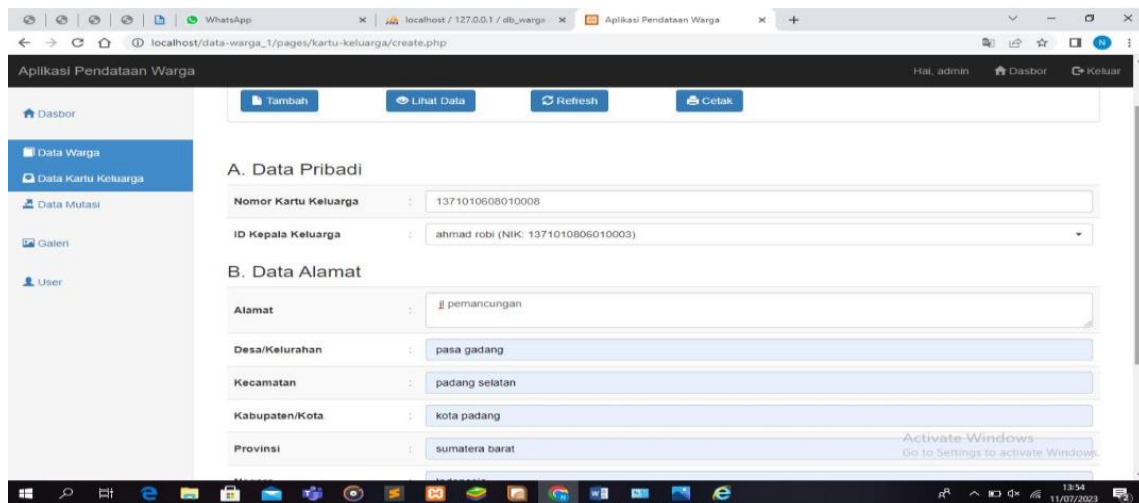 WhatsApp
localhost / 127.0.0.1 / db_warga
Aplikasi Pendataan Warga
localhost/data-warga_1/pages/kartu-keluarga/create.php
N
Aplikasi Pendataan Warga
Hai, admin
Dasbor
Keluar
Tambah
Lihat Data
Refresh
Cetak
Dasbor
Data Warga
Data Kartu Keluarga
Data Mutasi
Galeri
User
A. Data Pribadi
Nomor Kartu Keluarga : 1371010608010008
ID Kepala Keluarga : ahmad robi (NIK: 1371010806010003)
B. Data Alamat
Alamat : jl pemancungan
Desa/Kelurahan : pasa gadang
Kecamatan : padang selatan
Kabupaten/Kota : kota padang
Provinsi : sumatera barat
Activate Windows
Go to Settings to activate Windows.
13:54
11/07/2023